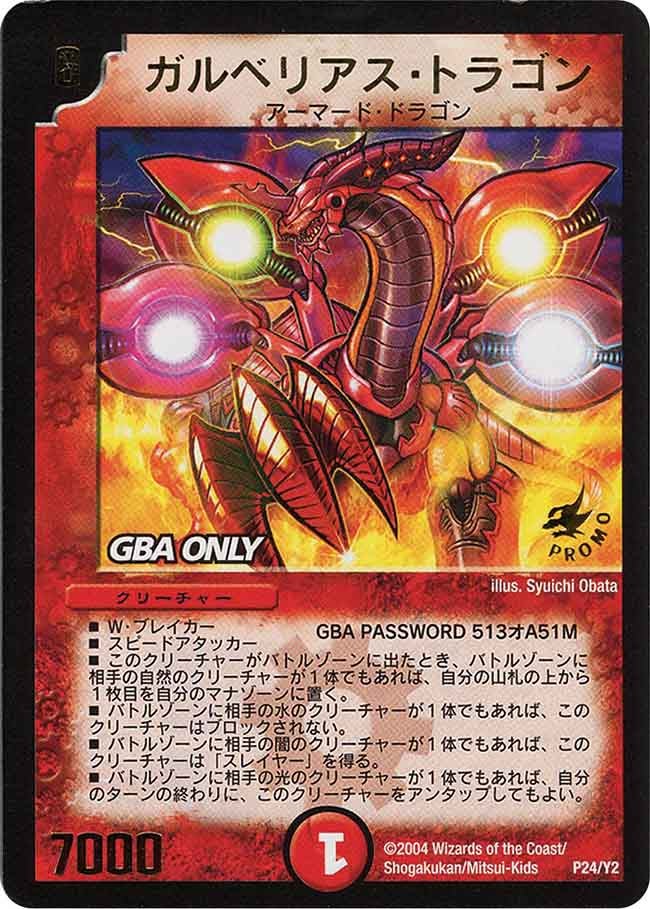 ガルベリアス・トラゴン
アーマード・ドラゴン
GBA ONLY
PROMO
illus. Syuichi Obata
クリーチャー
■ W・ブレイカー
GBA PASSWORD 513オA51M
■ スピードアタッカー
■ このクリーチャーがバトルゾーンに出たとき、バトルゾーンに
相手の自然のクリーチャーが1体でもあれば、自分の山札の上から
1枚目を自分のマナゾーンに置く。
■ バトルゾーンに相手の水のクリーチャーが1体でもあれば、この
クリーチャーはブロックされない。
■ バトルゾーンに相手の闇のクリーチャーが1体でもあれば、この
クリーチャーは「スレイヤー」を得る。
■ バトルゾーンに相手の光のクリーチャーが1体でもあれば、自分
のターンの終わりに、このクリーチャーをアンタップしてもよい。
7000
1
©2004 Wizards of the Coast/
Shogakukan/Mitsui-Kids
P24/Y2